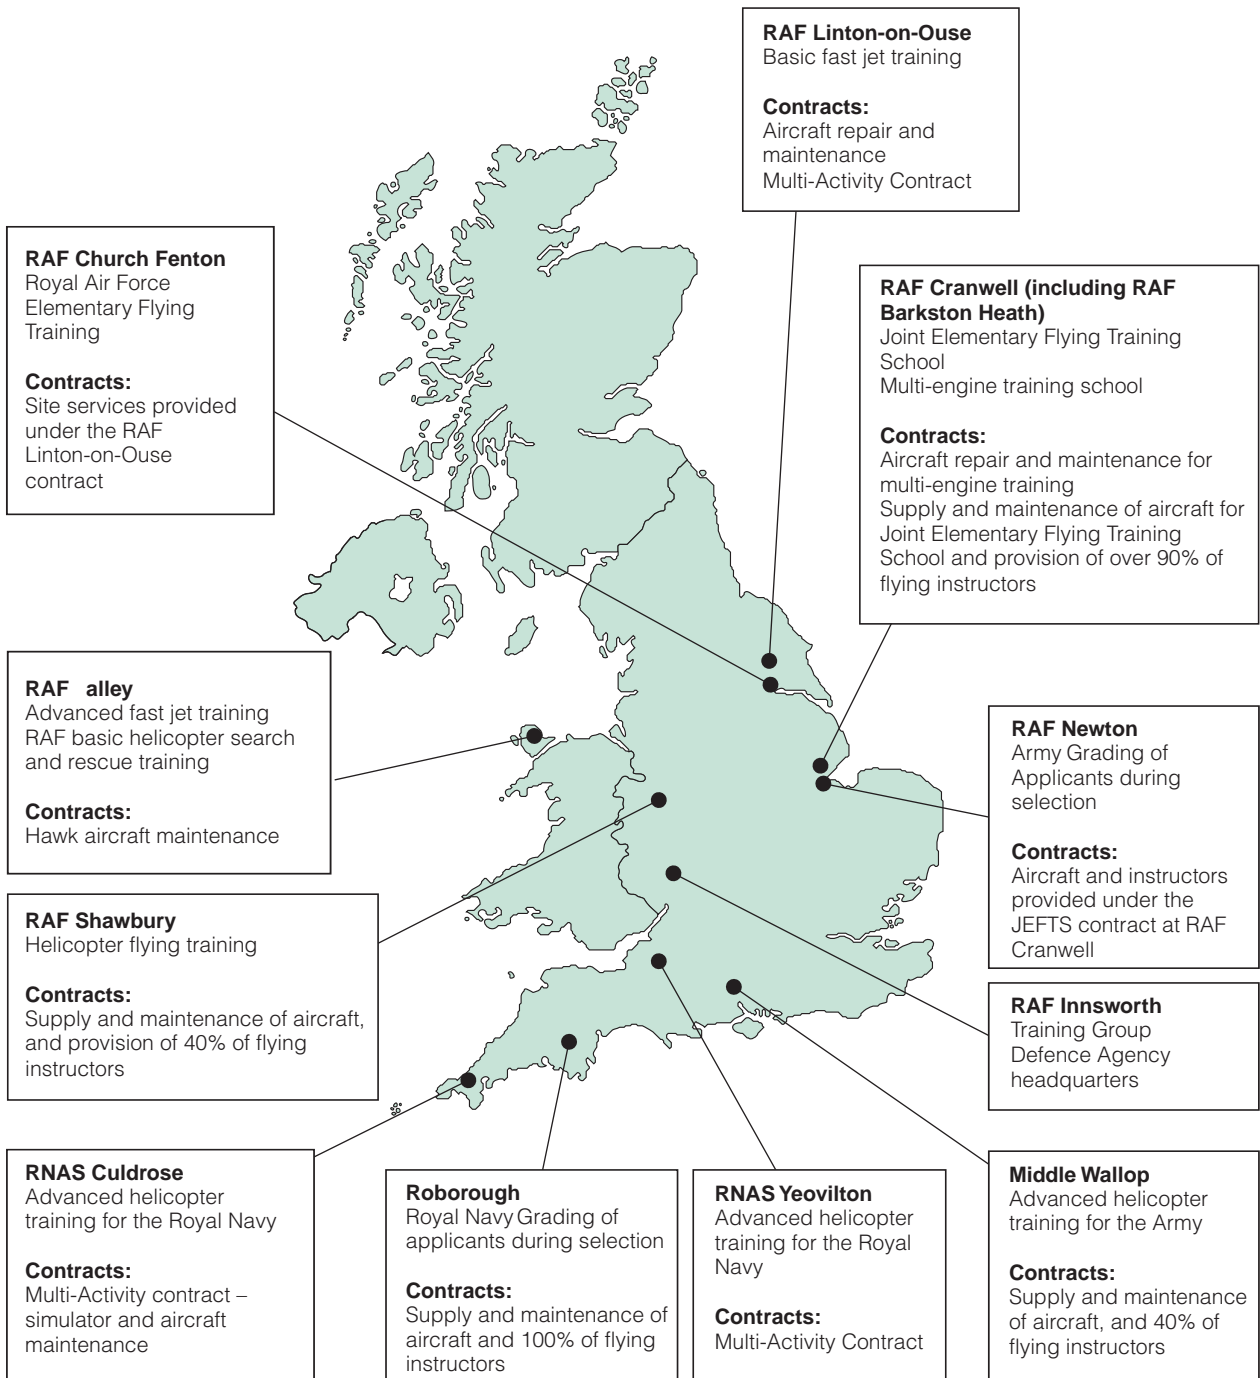 RAF Linton-on-Ouse
Basic fast jet training
Contracts:
Aircraft repair and
maintenance
Multi-Activity Contract
RAF Church Fenton
Royal Air Force
Elementary Flying
Training
Contracts:
Site services provided
under the RAF
Linton-on-Ouse
contract
RAF Cranwell (including RAF
Barkston Heath)
Joint Elementary Flying Training
School
Multi-engine training school
Contracts:
Aircraft repair and maintenance for
multi-engine training
Supply and maintenance of aircraft for
Joint Elementary Flying Training
School and provision of over 90% of
flying instructors
RAF alley
Advanced fast jet training
RAF basic helicopter search
and rescue training
Contracts:
Hawk aircraft maintenance
RAF Newton
Army Grading of
Applicants during
selection
Contracts:
Aircraft and instructors
provided under the
JEFTS contract at RAF
Cranwell
RAF Shawbury
Helicopter flying training
Contracts:
Supply and maintenance of aircraft,
and provision of 40% of flying
instructors
RAF Innsworth
Training Group
Defence Agency
headquarters
RNAS Culdrose
Advanced helicopter
training for the Royal Navy
Contracts:
Multi-Activity contract –
simulator and aircraft
maintenance
Roborough
Royal Navy Grading of
applicants during selection
Contracts:
Supply and maintenance of
aircraft and 100% of flying
instructors
RNAS Yeovilton
Advanced helicopter
training for the Royal
Navy
Contracts:
Multi-Activity Contract
Middle Wallop
Advanced helicopter
training for the Army
Contracts:
Supply and maintenance
of aircraft, and 40% of
flying instructors